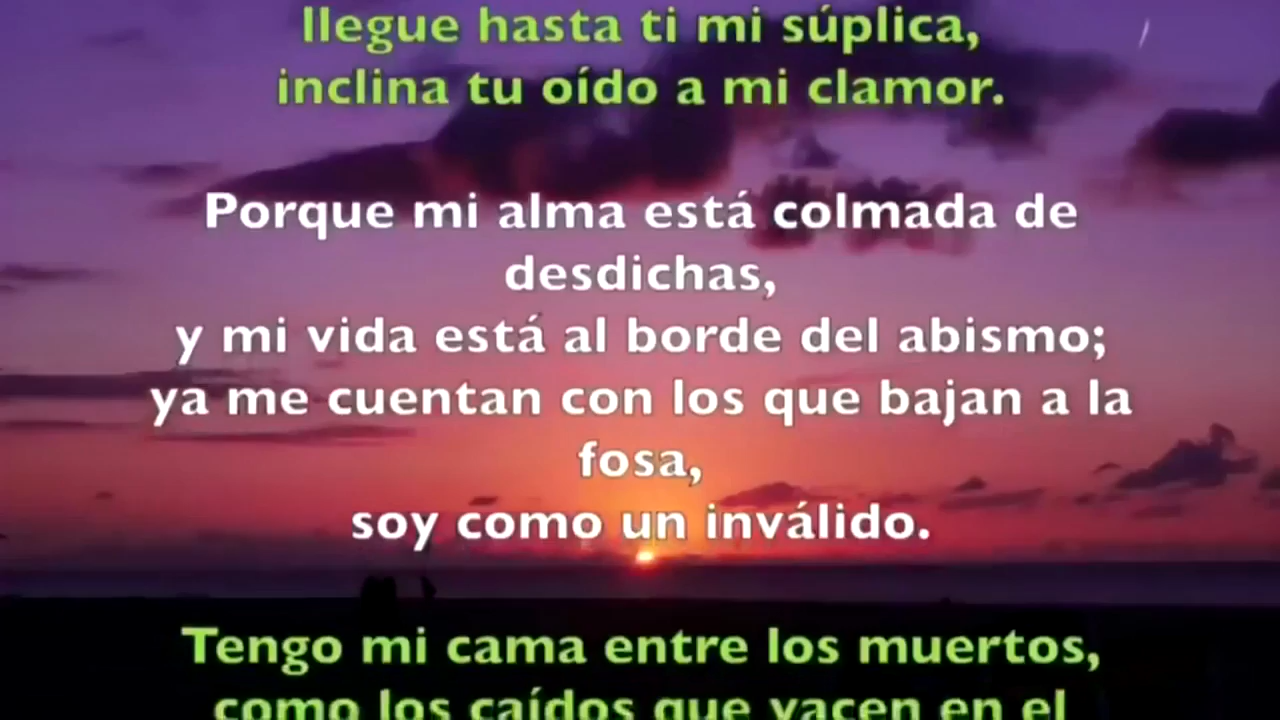 llegue hasta ti mi súplica,
inclina tu oído a mi clamor.
Porque mi alma está colmada de
desdichas,
y mi vida está al borde del abismo;
ya me cuentan con los que bajan a la
fosa,
soy como un inválido.
Tengo mi cama entre los muertos,
como los caídos que yacen en el